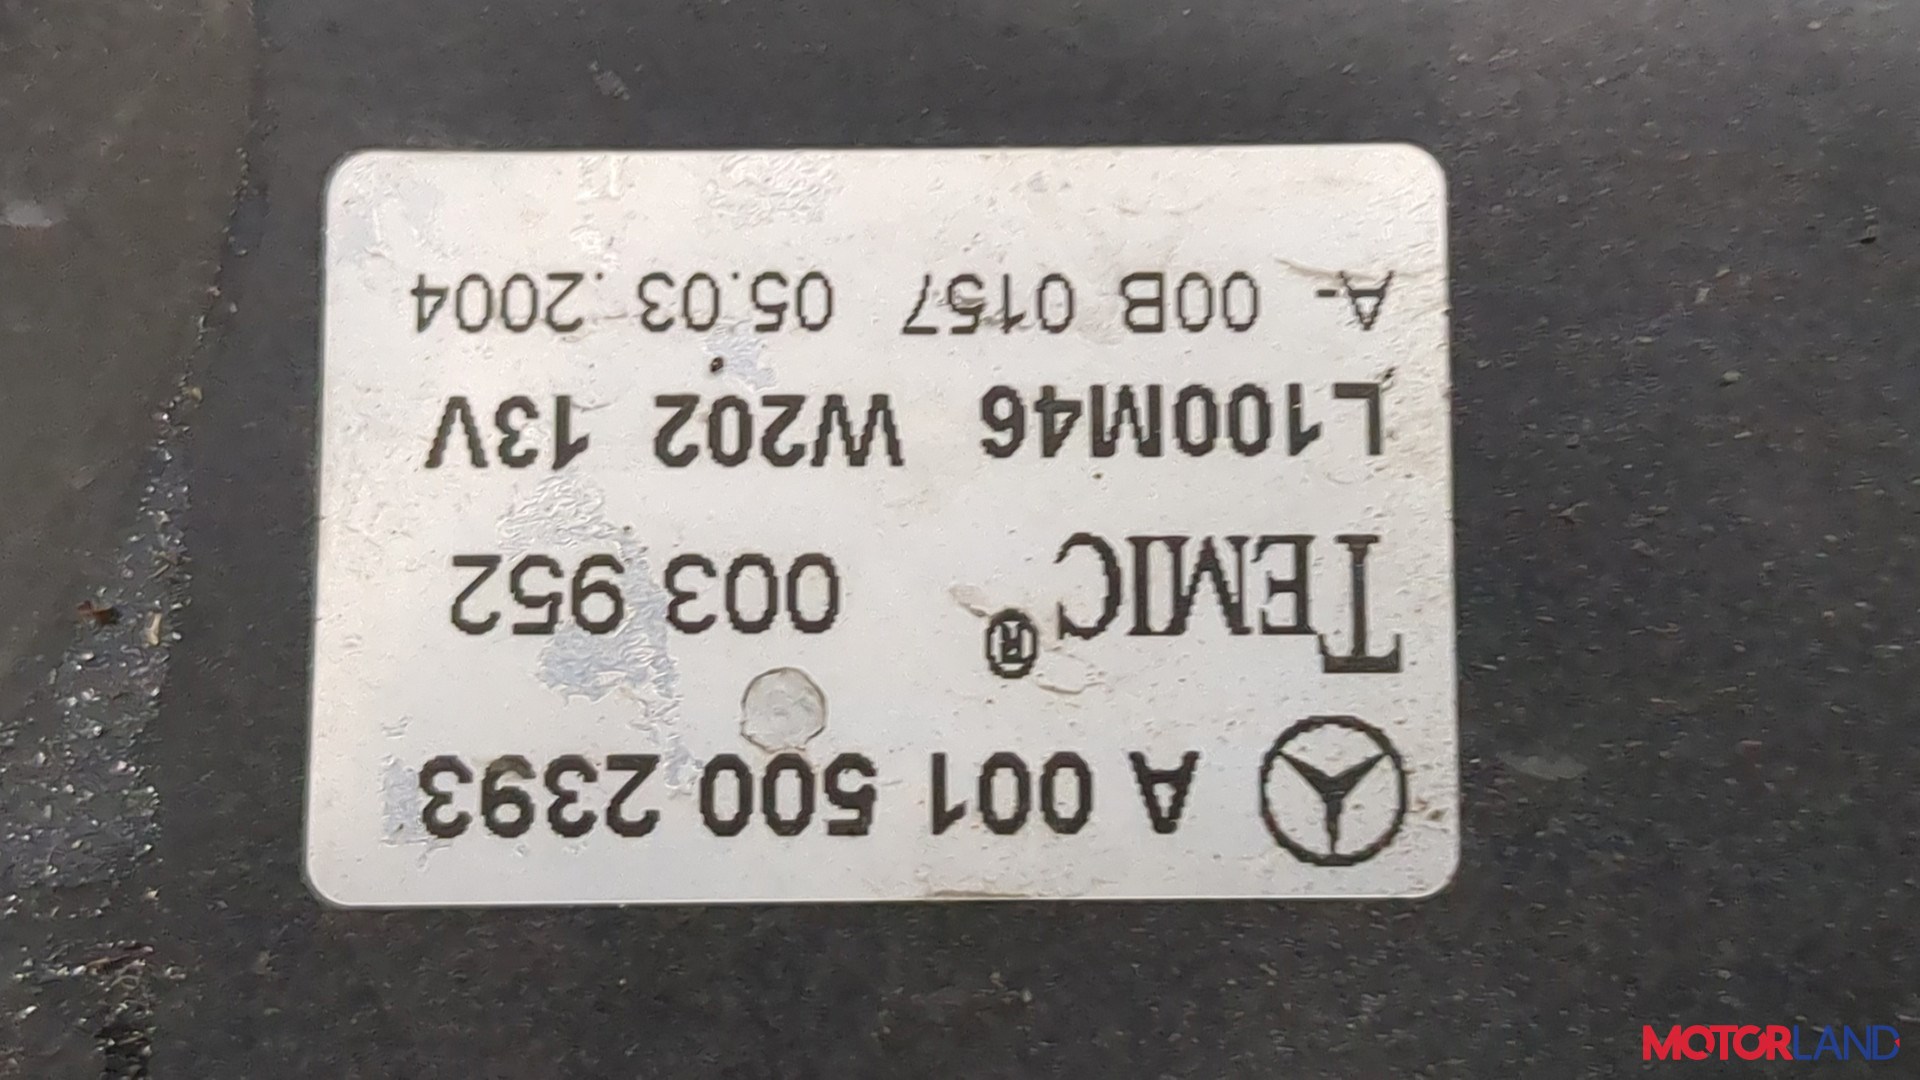 A 001 500 2393
TEMIC® 003 952
L100M46 W202 13V
A- 00B 0157 05.03.2004
MOTORLAND